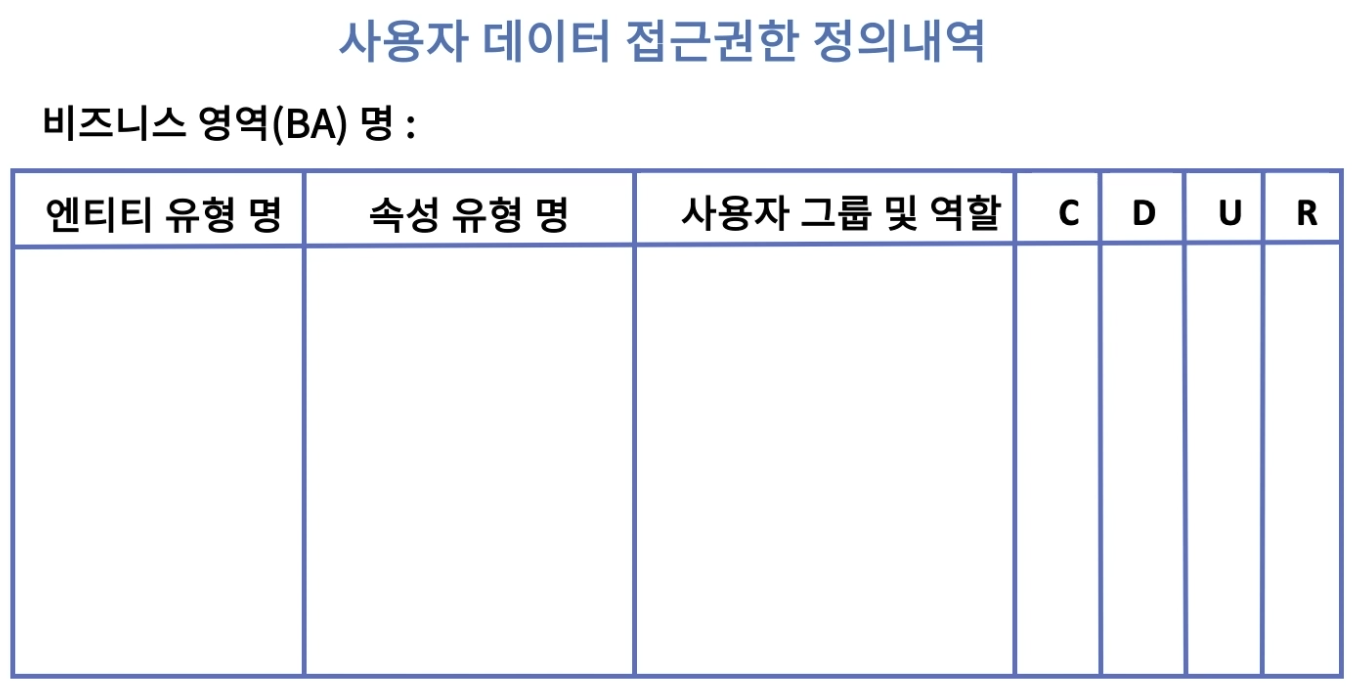 사용자 데이터 접근권한 정의내역
비즈니스 영역(BA) 명 :
엔티티 유형 명 속성 유형 명 사용자 그룹 및 역할 C D U R